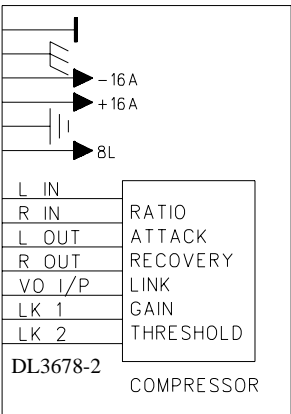 -16A
+16A
8L
L IN
R IN
L OUT
R OUT
VO I/P
LK 1
LK 2
RATIO
ATTACK
RECOVERY
LINK
GAIN
THRESHOLD
DL3678-2
COMPRESSOR